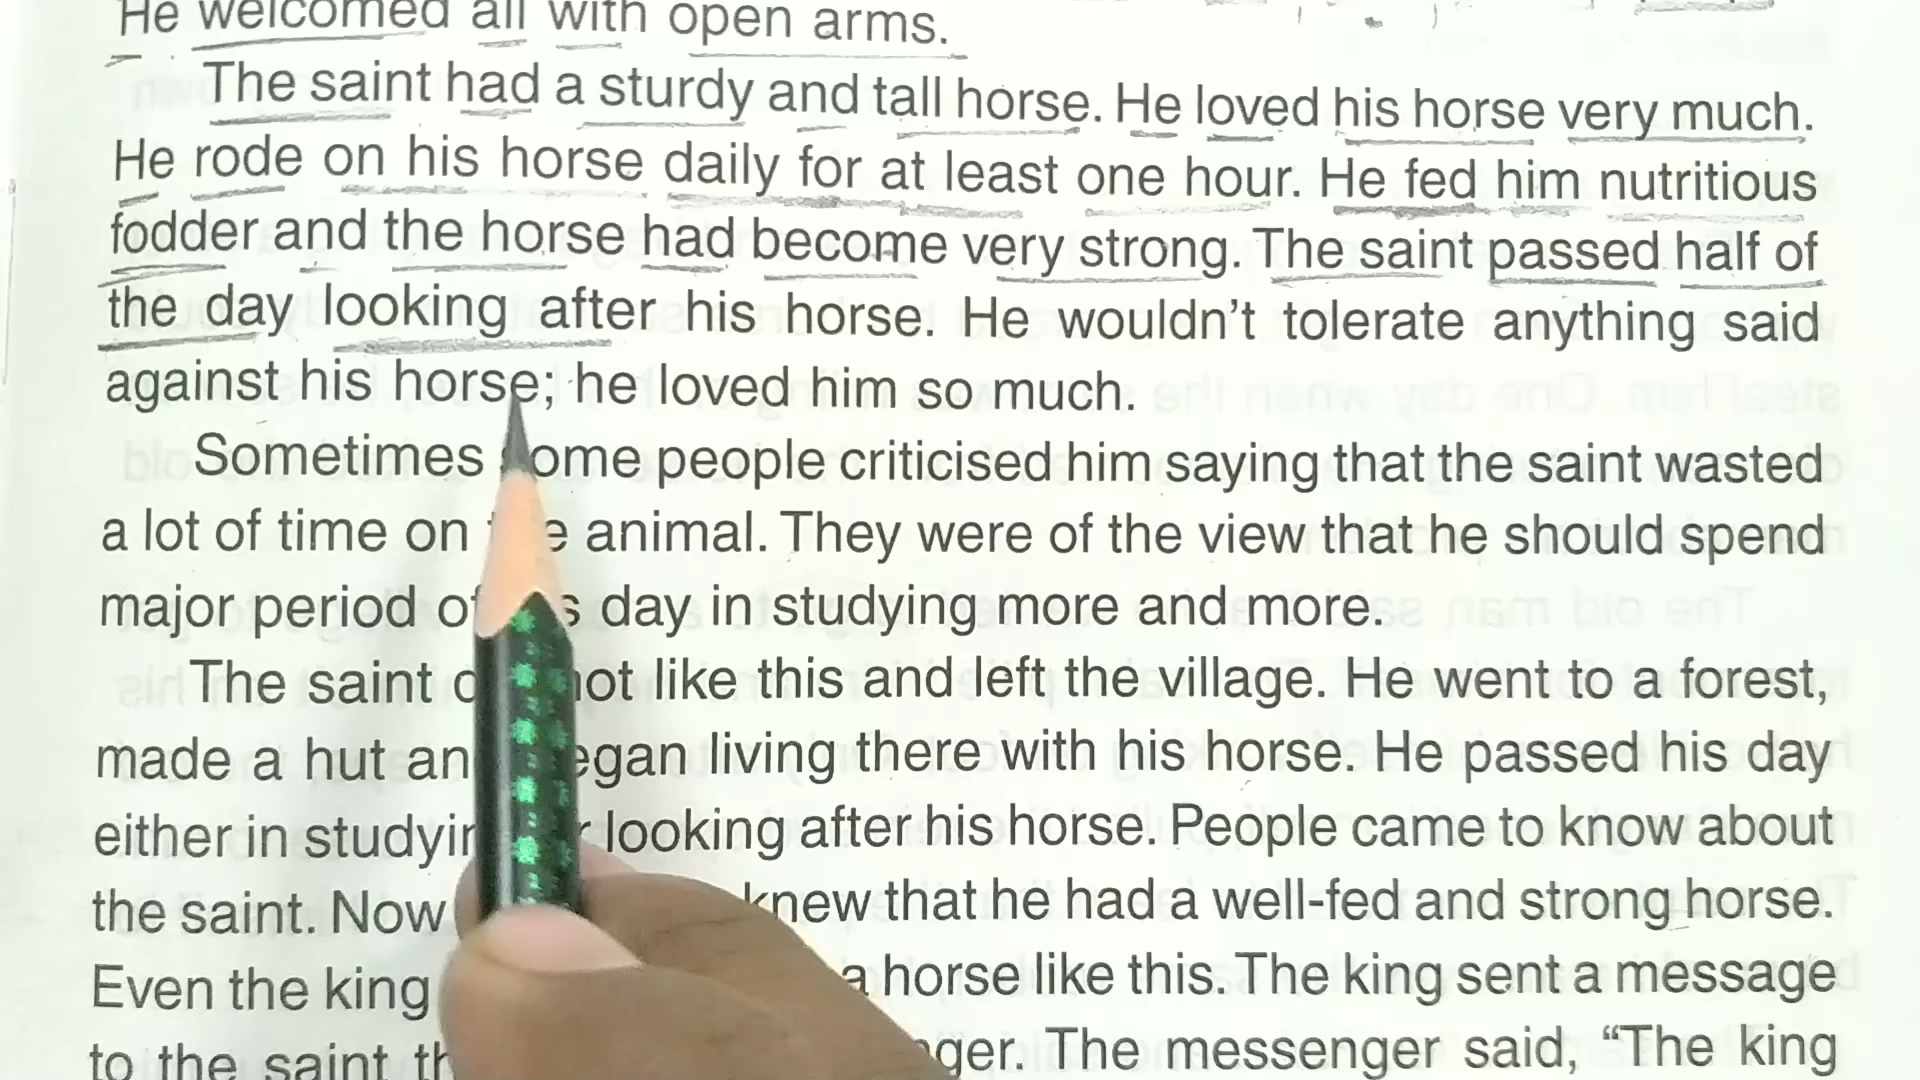 He welcomed all with open arms.
The saint had a sturdy and tall horse. He loved his horse very much.
He rode on his horse daily for at least one hour. He fed him nutritious
fodder and the horse had become very strong. The saint passed half of
the day looking after his horse. He wouldn't tolerate anything said
against his horse; he loved him so much.
Sometimes some people criticised him saying that the saint wasted
a lot of time on the animal. They were of the view that he should spend
major period of day in studying more and more.
The saint not like this and left the village. He went to a forest,
made a hut and began living there with his horse. He passed his day
either in studying or looking after his horse. People came to know about
the saint. Now knew that he had a well-fed and strong horse.
Even the king a horse like this. The king sent a message
to the saint The messenger said, “The king